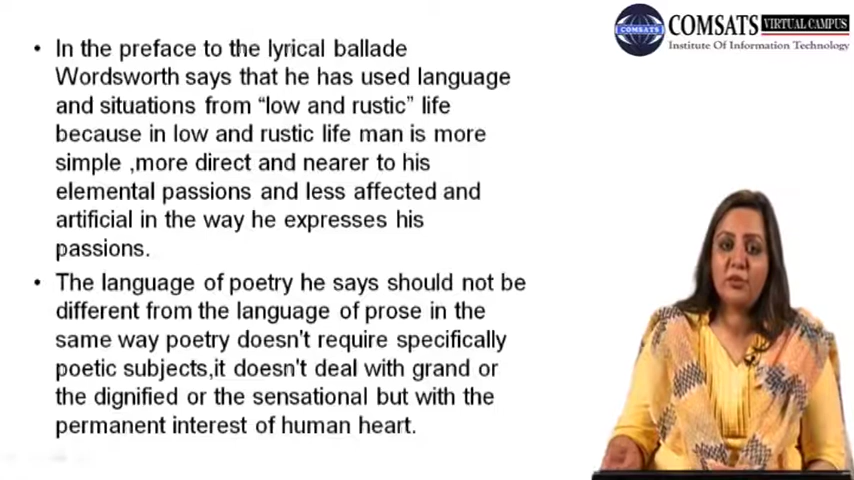 • In the preface to the lyrical ballade
Wordsworth says that he has used language
and situations from “low and rustic” life
because in low and rustic life man is more
simple ,more direct and nearer to his
elemental passions and less affected and
artificial in the way he expresses his
passions.
• The language of poetry he says should not be
different from the language of prose in the
same way poetry doesn't require specifically
poetic subjects,it doesn't deal with grand or
the dignified or the sensational but with the
permanent interest of human heart.
COMSATS
COMSATS VIRTUAL CAMPUS
Institute Of Information Technology